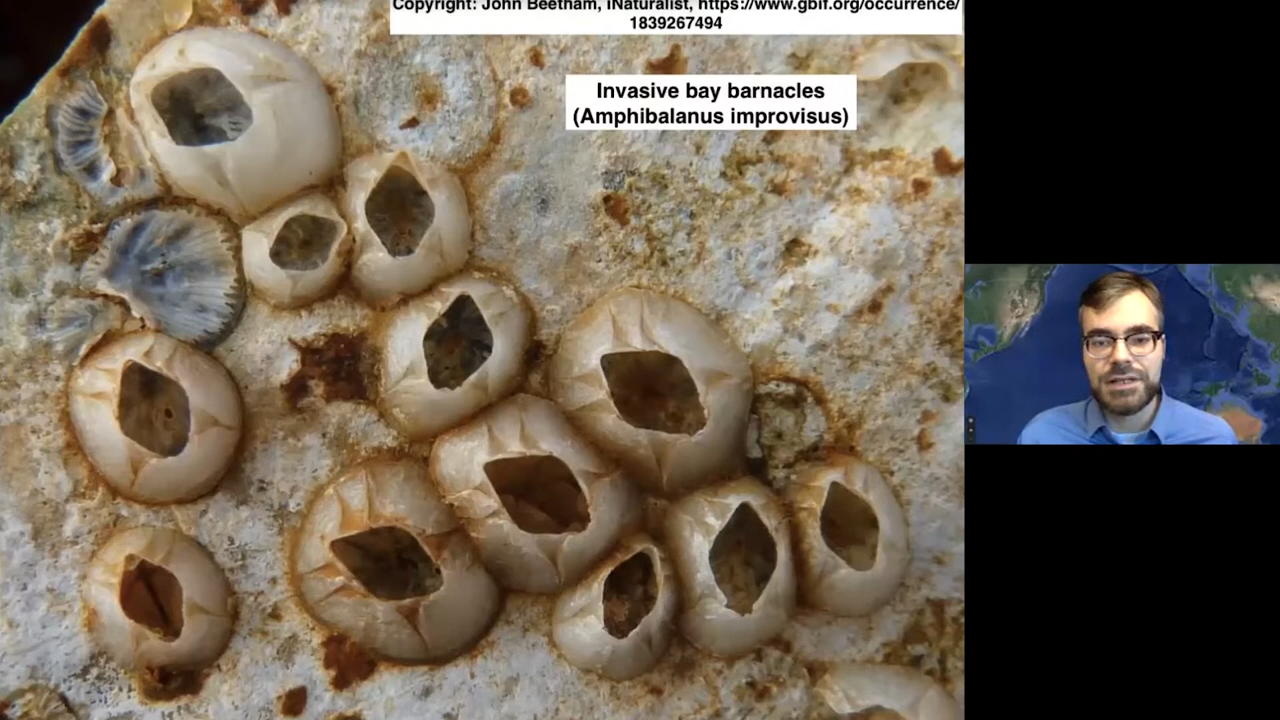 Copyright: John Beetham, iNaturalist, https://www.gbif.org/occurrence/
1839267494
Invasive bay barnacles
(Amphibalanus improvisus)